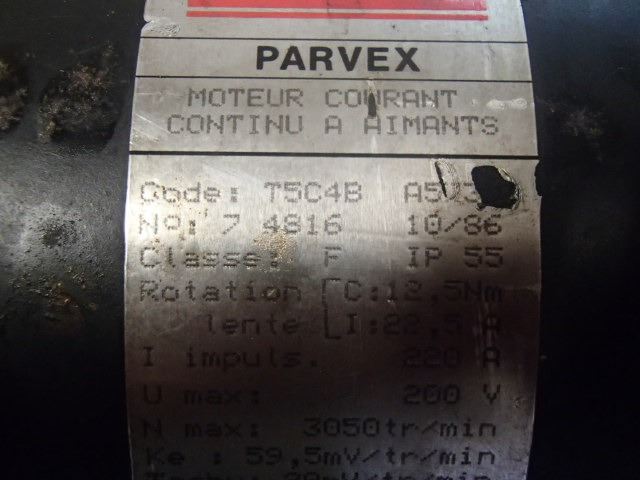 PARVEX
MOTEUR COURANT
CONTINU A AIMANTS
Code: T5C4B
Nº: 7 4816 10/86
Classe: F IP 55
Rotation C:12,5Nm
lente I:22,5 A
I impuls. 220 A
U max: 200 V
N max: 3050tr/min
Ke : 59,5mV/tr/min